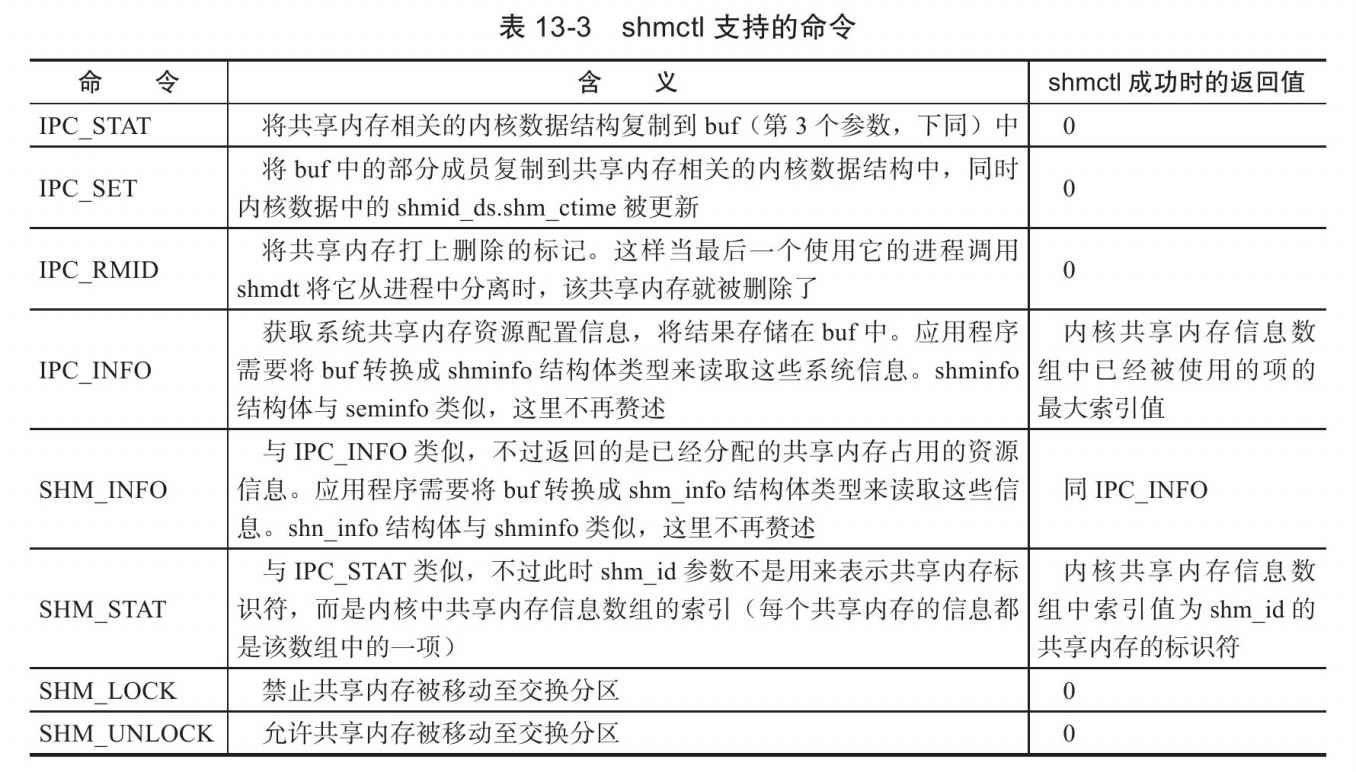 表 13-3 shmctl 支持的命令
命 令 含 义 shmctl 成功时的返回值
IPC_STAT 将共享内存相关的内核数据结构复制到 buf（第 3 个参数，下同）中 0
IPC_SET 将 buf 中的部分成员复制到共享内存相关的内核数据结构中，同时
内核数据中的 shmid_ds.shm_ctime 被更新 0
IPC_RMID 将共享内存打上删除的标记。这样当最后一个使用它的进程调用
shmdt 将它从进程中分离时，该共享内存就被删除了 0
IPC_INFO
获取系统共享内存资源配置信息，将结果存储在 buf 中。应用程序
需要将 buf 转换成 shminfo 结构体类型来读取这些系统信息。shminfo
结构体与 seminfo 类似，这里不再赘述
内核共享内存信息数
组中已经被使用的项的
最大索引值
SHM_INFO
与 IPC_INFO 类似，不过返回的是已经分配的共享内存占用的资源
信息。应用程序需要将 buf 转换成 shm_info 结构体类型来读取这些信
息。shn_info 结构体与 shminfo 类似，这里不再赘述
同 IPC_INFO
SHM_STAT
与 IPC_STAT 类似，不过此时 shm_id 参数不是用来表示共享内存标
识符，而是内核中共享内存信息数组的索引（每个共享内存的信息都
是该数组中的一项）
内核共享内存信息数
组中索引值为 shm_id 的
共享内存的标识符
SHM_LOCK 禁止共享内存被移动至交换分区 0
SHM_UNLOCK 允许共享内存被移动至交换分区 0